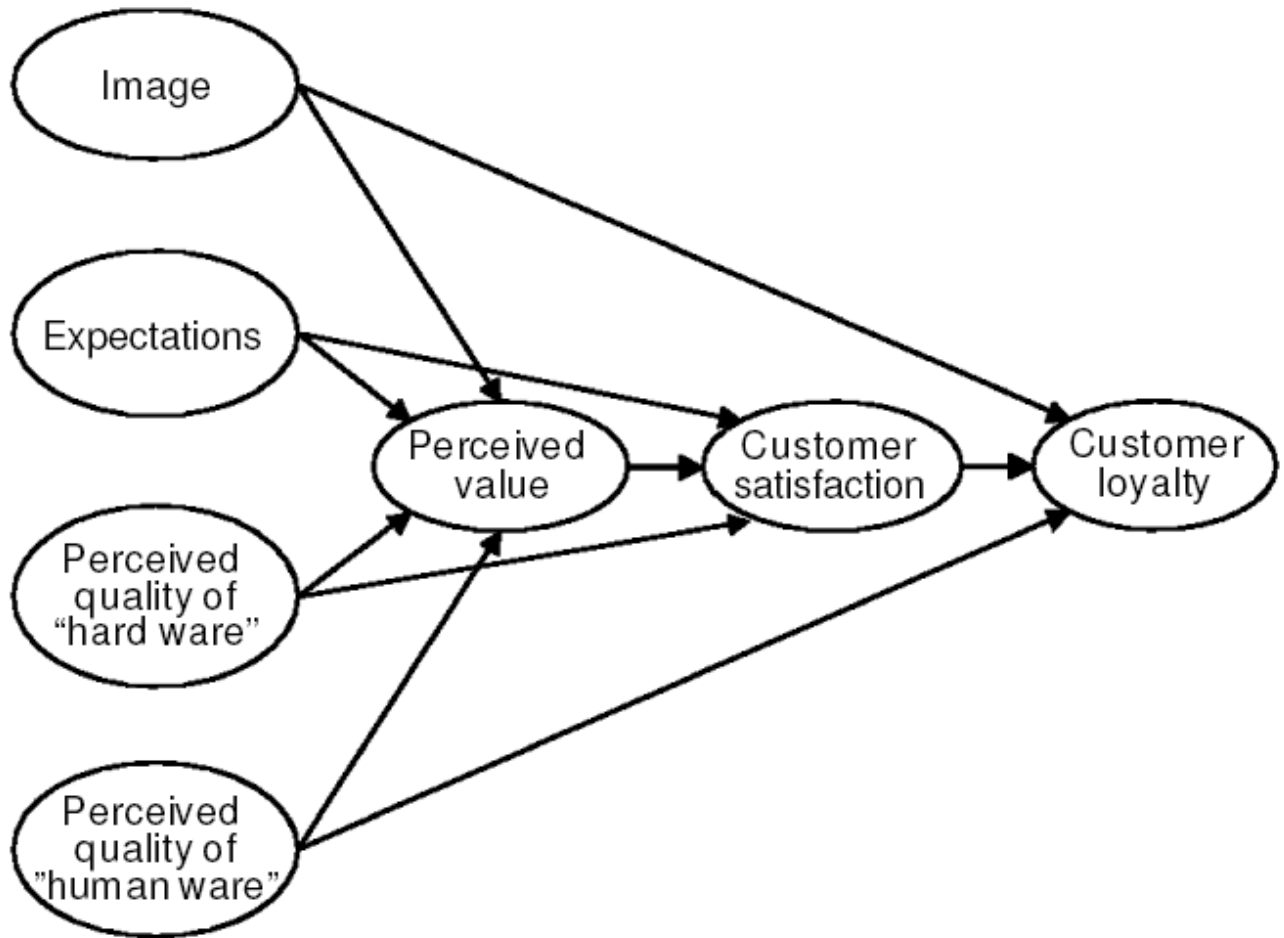 Image
Expectations
Perceived
value
Customer
satisfaction
Customer
loyalty
Perceived
quality of
“hard ware”
Perceived
quality of
”human ware”